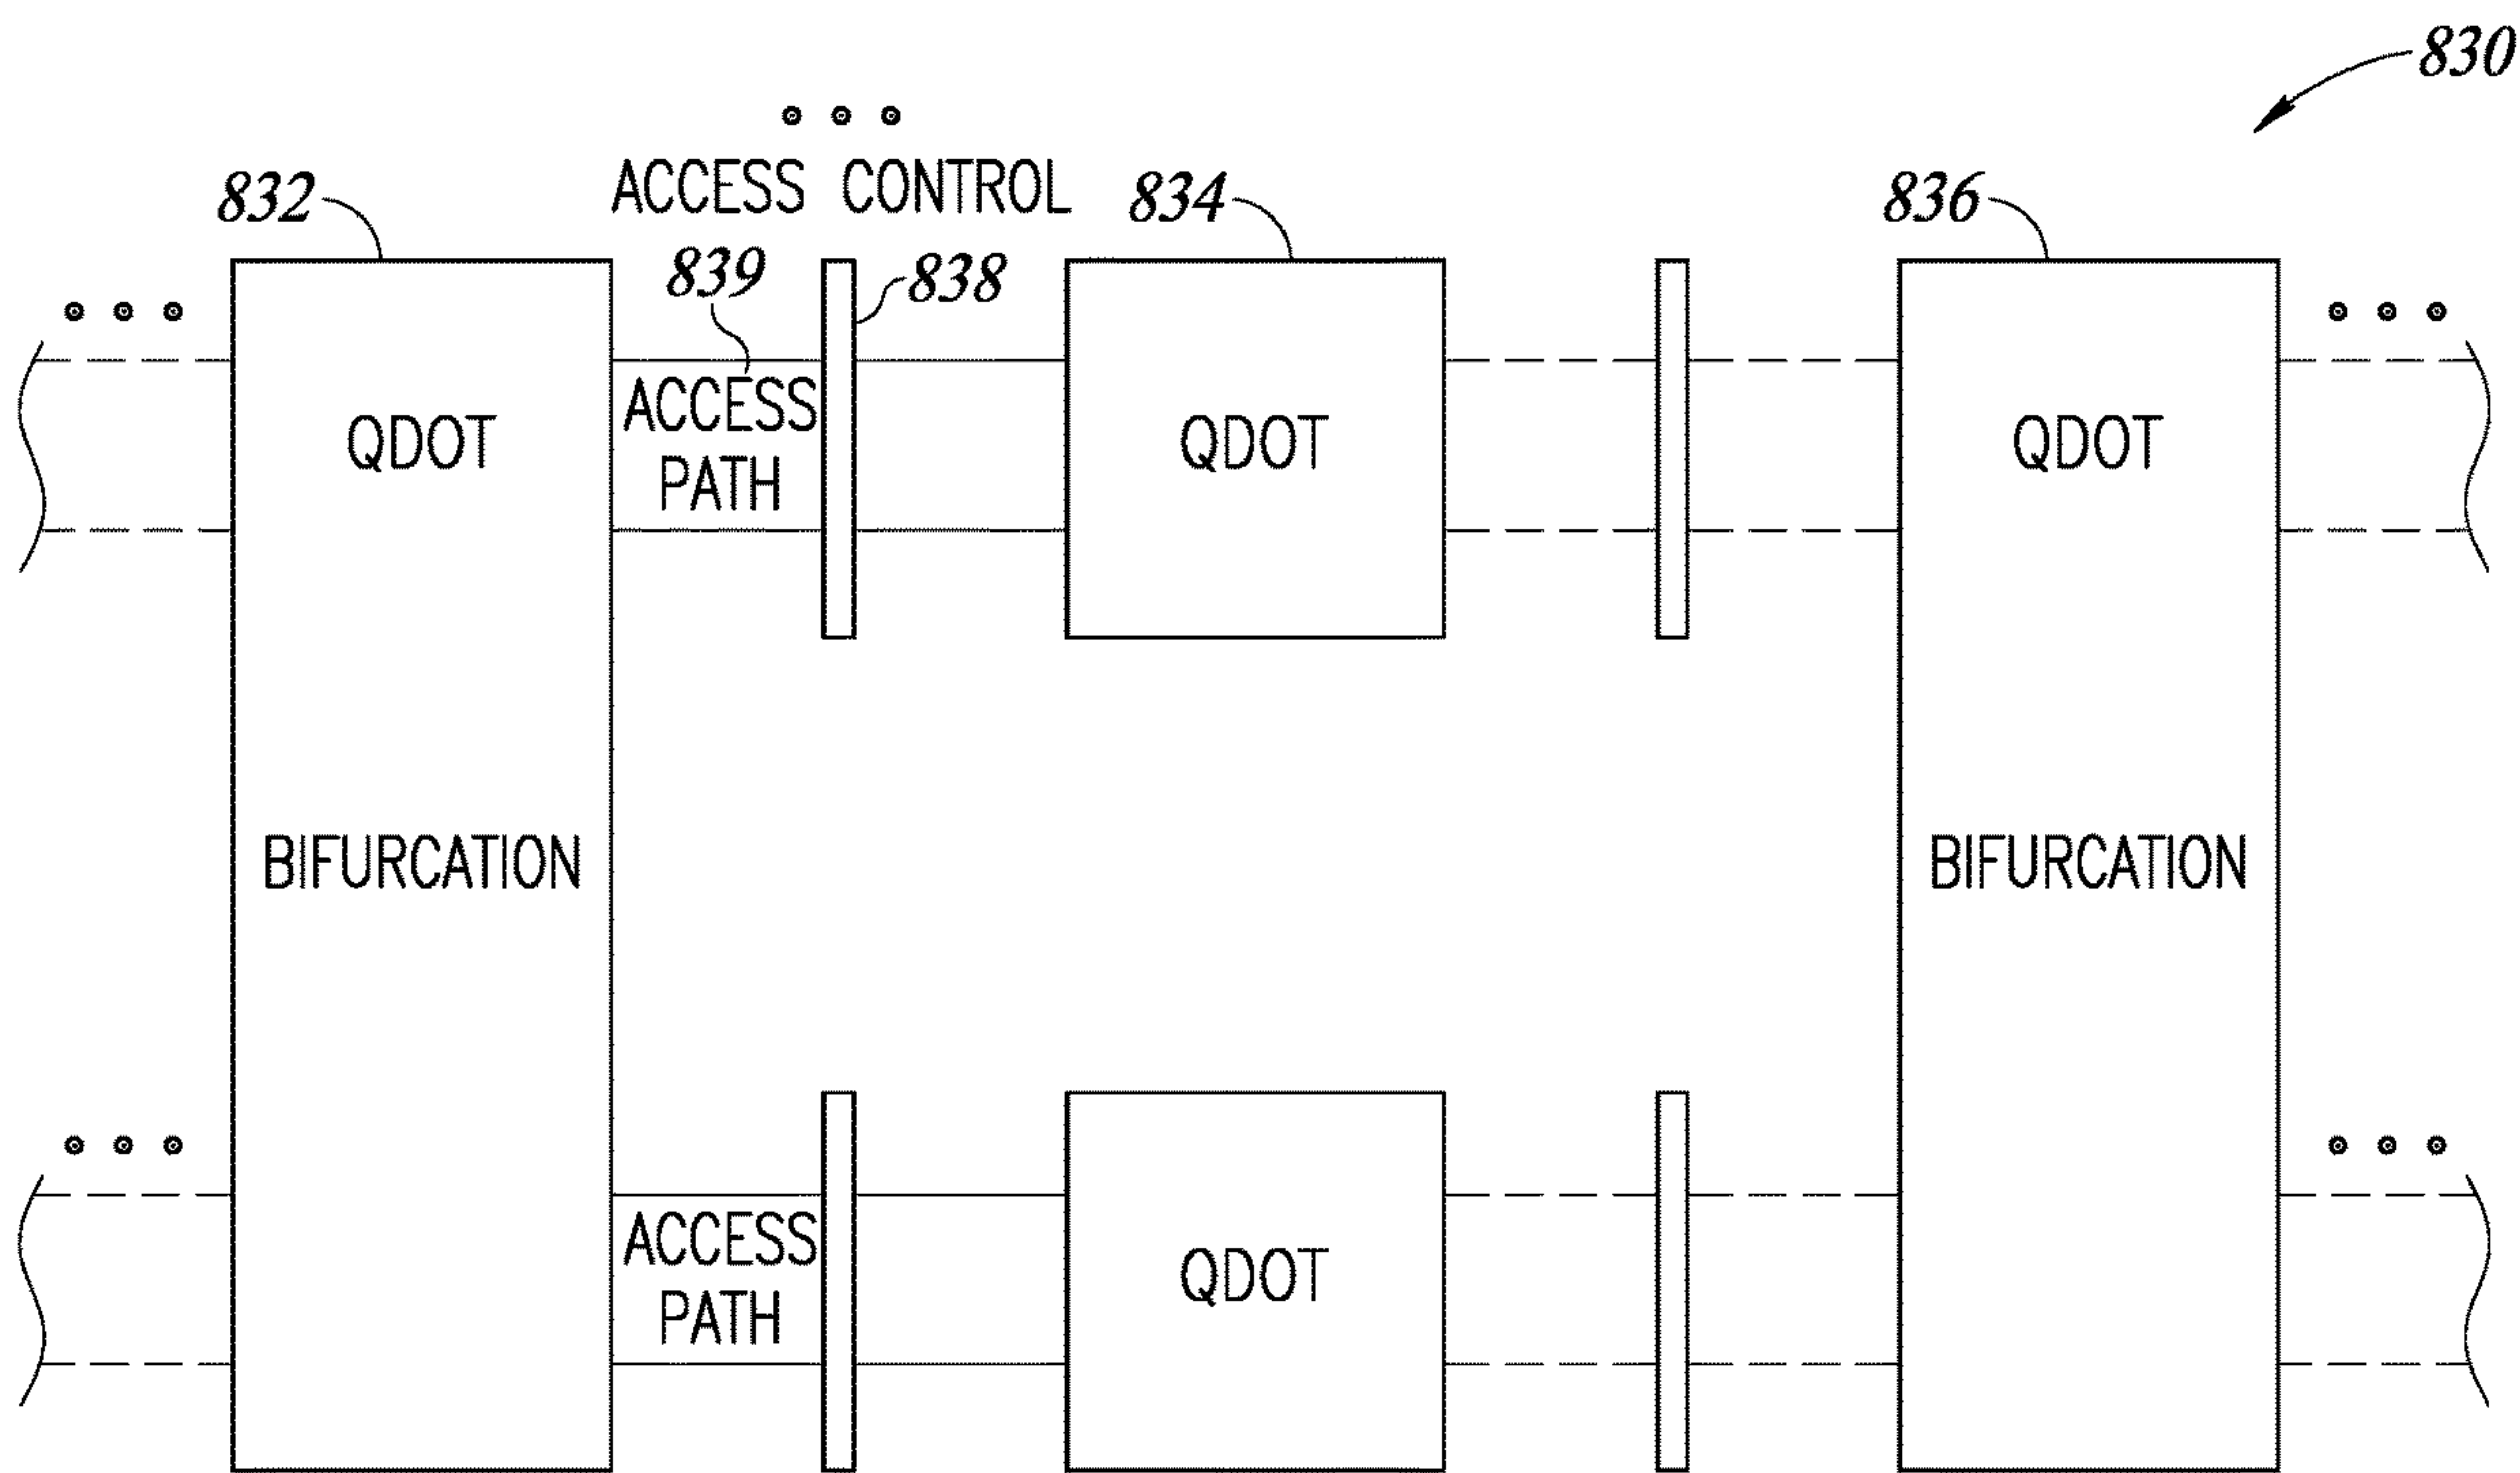 830
ACCESS CONTROL
832
834
836
839
838
QDOT
ACCESS
PATH
QDOT
QDOT
BIFURCATION
BIFURCATION
ACCESS
PATH
QDOT